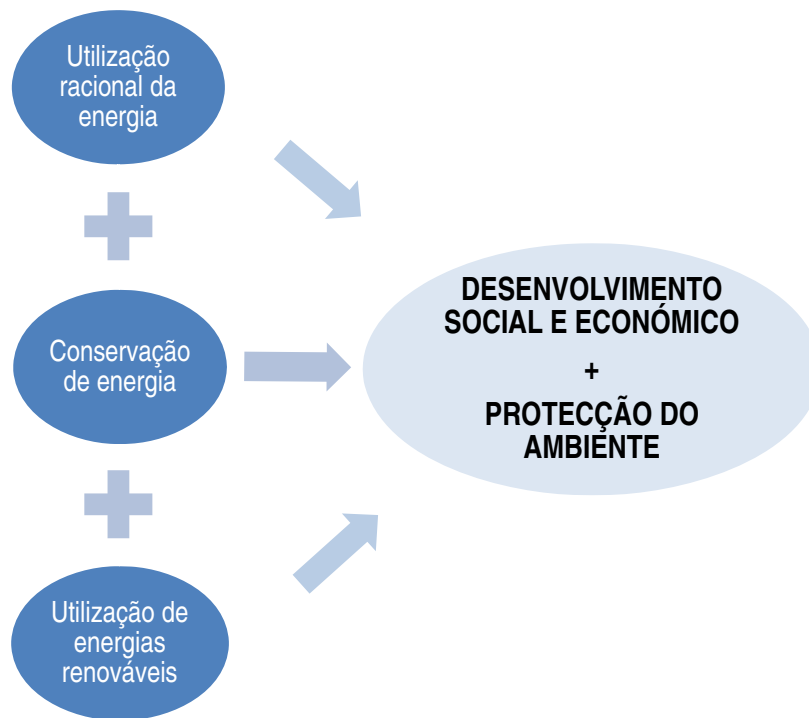 Utilização
racional da
energia
Conservação
de energia
Utilização de
energias
renováveis
DESENVOLVIMENTO
SOCIAL E ECONÓMICO
+
PROTECÇÃO DO
AMBIENTE